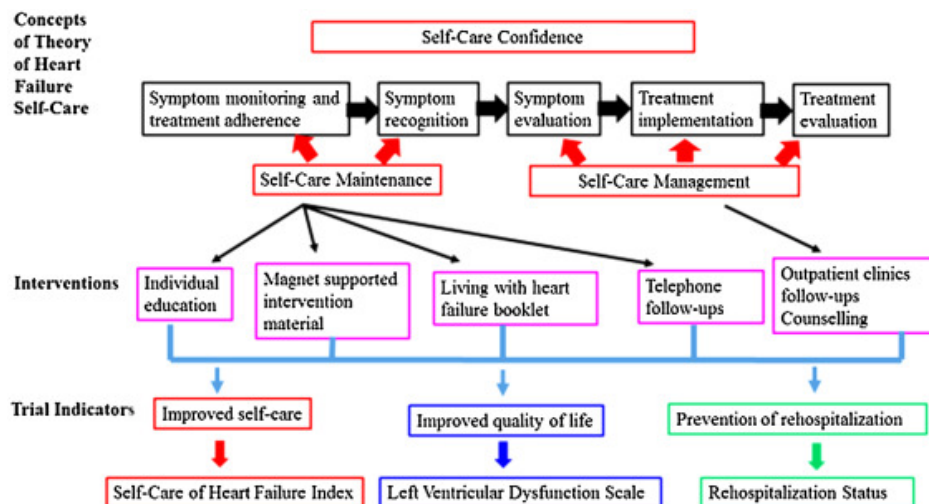 Concepts
of Theory
of Heart
Failure
Self-Care
Self-Care Confidence
Symptom monitoring and
treatment adherence
Symptom
recognition
Symptom
evaluation
Treatment
implementation
Treatment
evaluation
Self-Care Maintenance
Self-Care Management
Interventions
Individual
education
Magnet supported
intervention
material
Living with heart
failure booklet
Telephone
follow-ups
Outpatient clinics
follow-ups
Counselling
Trial Indicators
Improved self-care
Improved quality of life
Prevention of rehospitalization
Self-Care of Heart Failure Index
Left Ventricular Dysfunction Scale
Rehospitalization Status